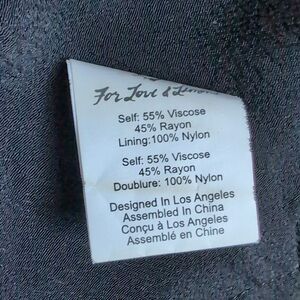 For Love &
Self: 55% Viscose
45% Rayon
Lining:100% Nylon
Self: 55% Viscose
45% Rayon
Doublure: 100% Nylon
Designed In Los Angeles
Assembled In China
Conçu à Los Angeles
Assemblé en Chine